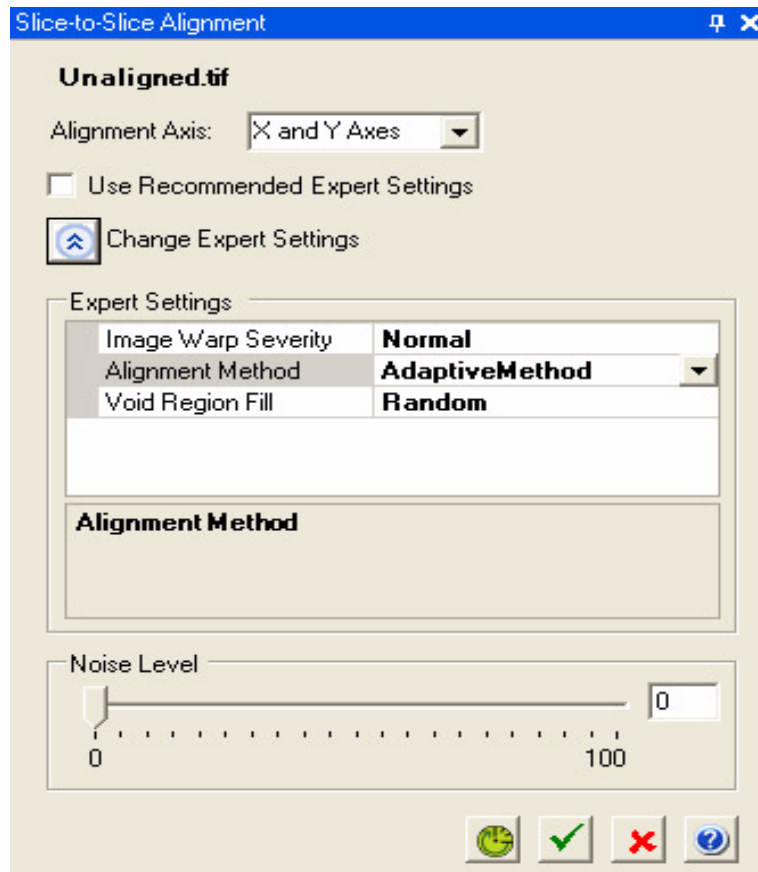 Slice-to-Slice Alignment
Unaligned.tif
Alignment Axis: X and Y Axes
Use Recommended Expert Settings
Change Expert Settings
Expert Settings
Image Warp Severity Normal
Alignment Method AdaptiveMethod
Void Region Fill Random
Alignment Method
Noise Level
0
0 100